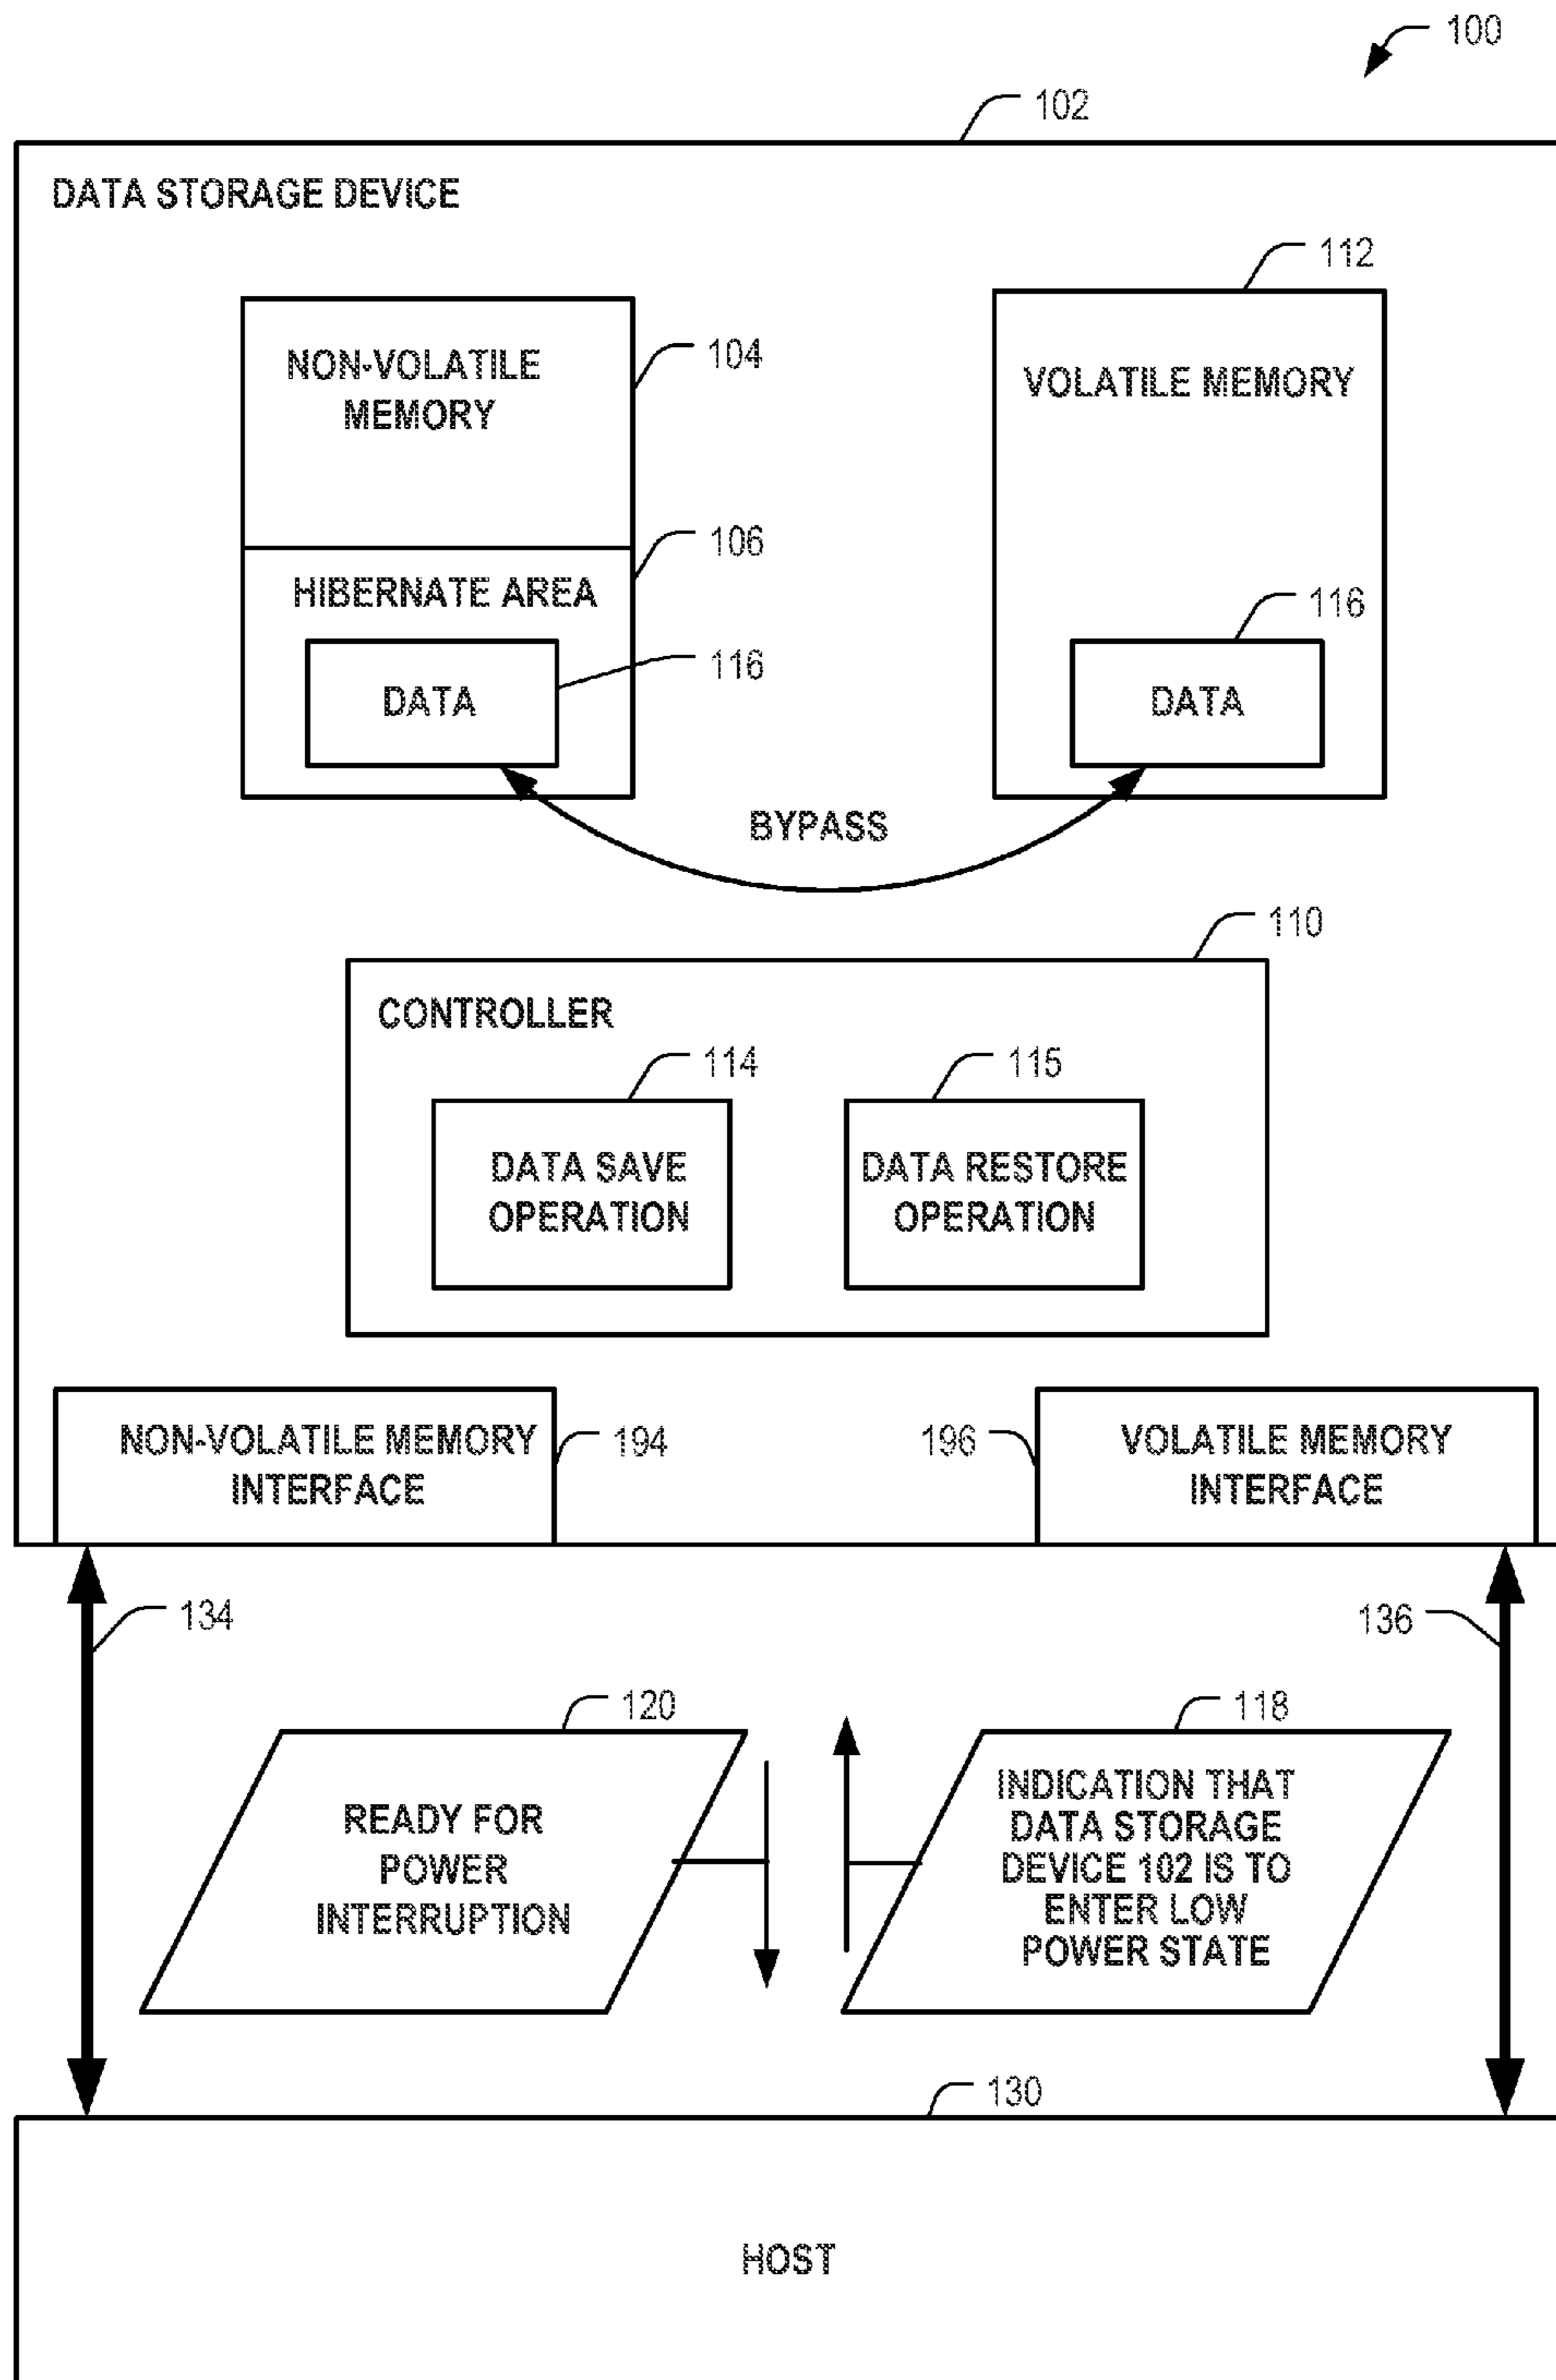 100
102
DATA STORAGE DEVICE
112
NON-VOLATILE
MEMORY
104
VOLATILE MEMORY
106
HIBERNATE AREA
116
116
DATA
DATA
BYPASS
110
CONTROLLER
114
115
DATA SAVE
OPERATION
DATA RESTORE
OPERATION
NON-VOLATILE MEMORY
INTERFACE
194
196
VOLATILE MEMORY
INTERFACE
134
136
120
118
READY FOR
POWER
INTERRUPTION
INDICATION THAT
DATA STORAGE
DEVICE 102 IS TO
ENTER LOW
POWER STATE
130
HOST